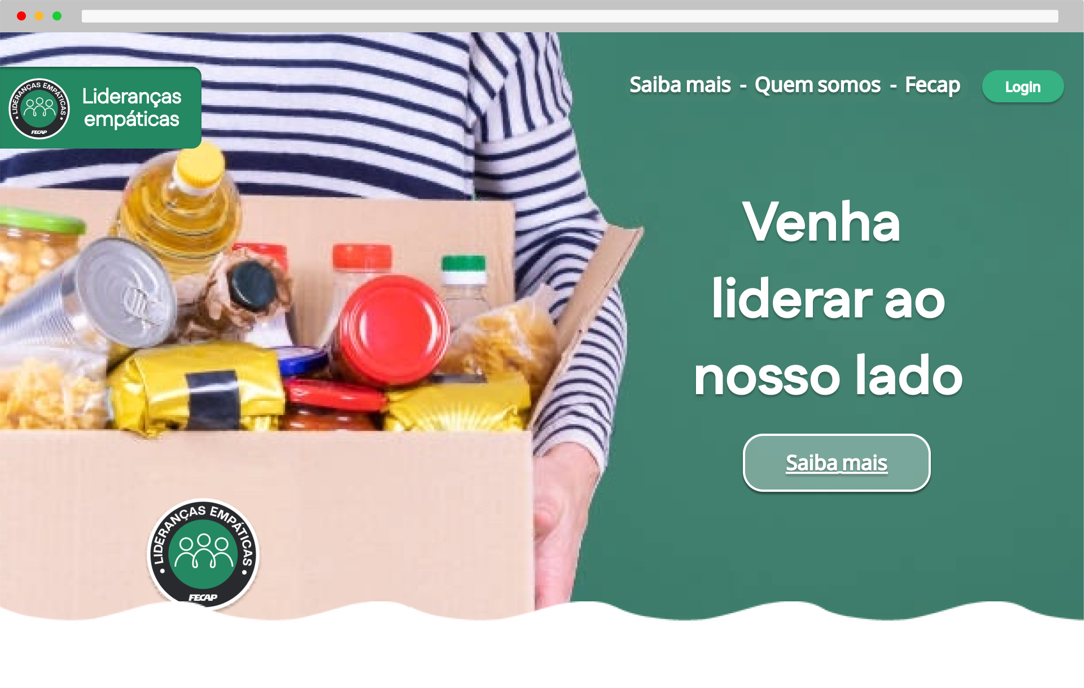 LIDERANÇAS EMPÁTICAS
FECAP
Lideranças
empáticas
Saiba mais - Quem somos - Fecap
Login
Venha
liderar ao
nosso lado
Saiba mais
LIDERANÇAS EMPÁTICAS
FECAP